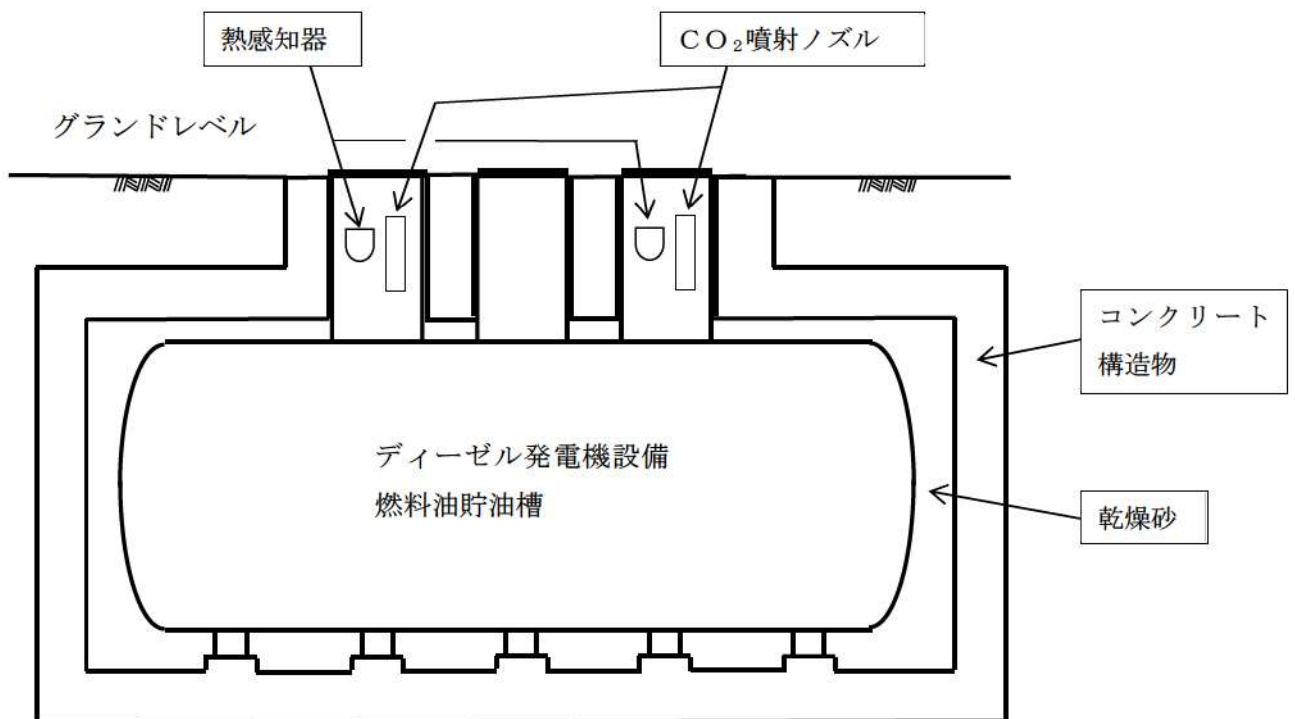 熱感知器
CO₂噴射ノズル
グランドレベル
コンクリート
構造物
ディーゼル発電機設備
燃料油貯油槽
乾燥砂